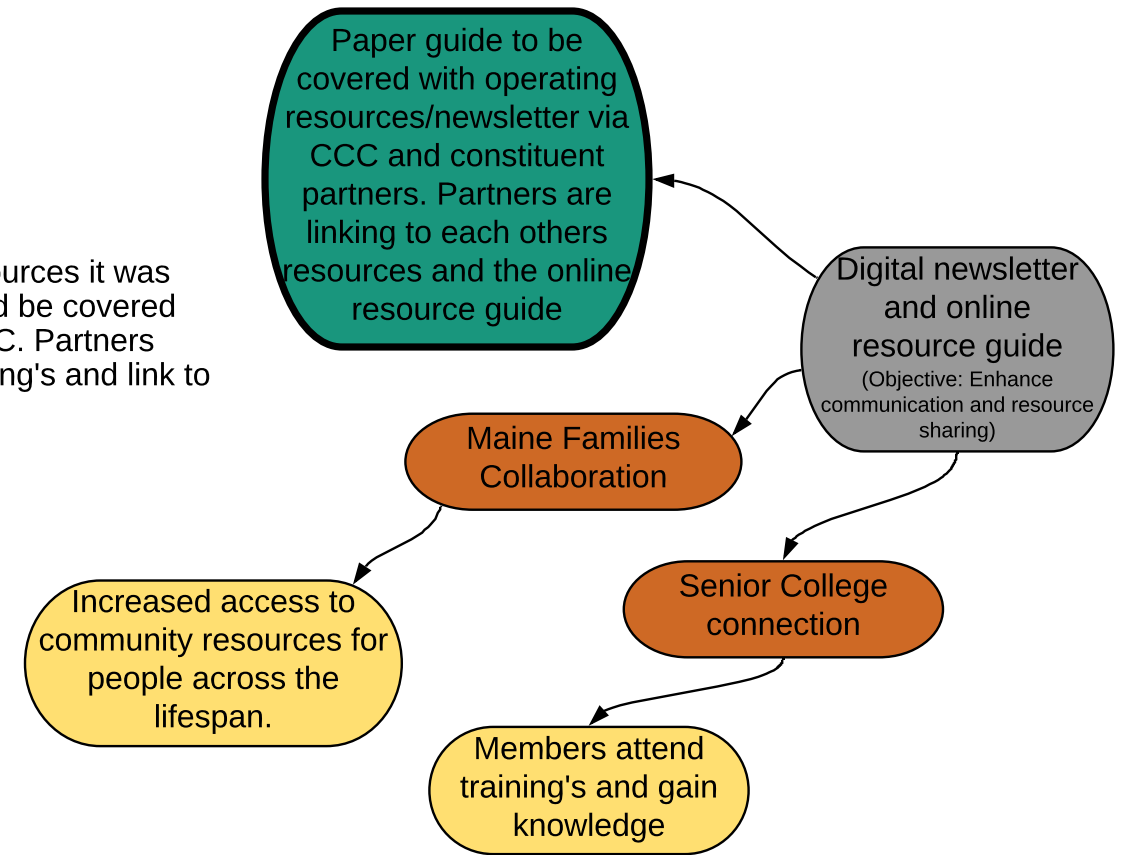 Paper guide to be
covered with operating
resources/newsletter via
CCC and constituent
partners. Partners are
linking to each others
resources and the online
resource guide
it was
be covered
Partners
and link to
Digital newsletter
and online
resource guide
(Objective: Enhance
communication and resource
sharing)
Maine Families
Collaboration
Senior College
connection
Increased access to
community resources for
people across the
lifespan.
Members attend
training's and gain
knowledge